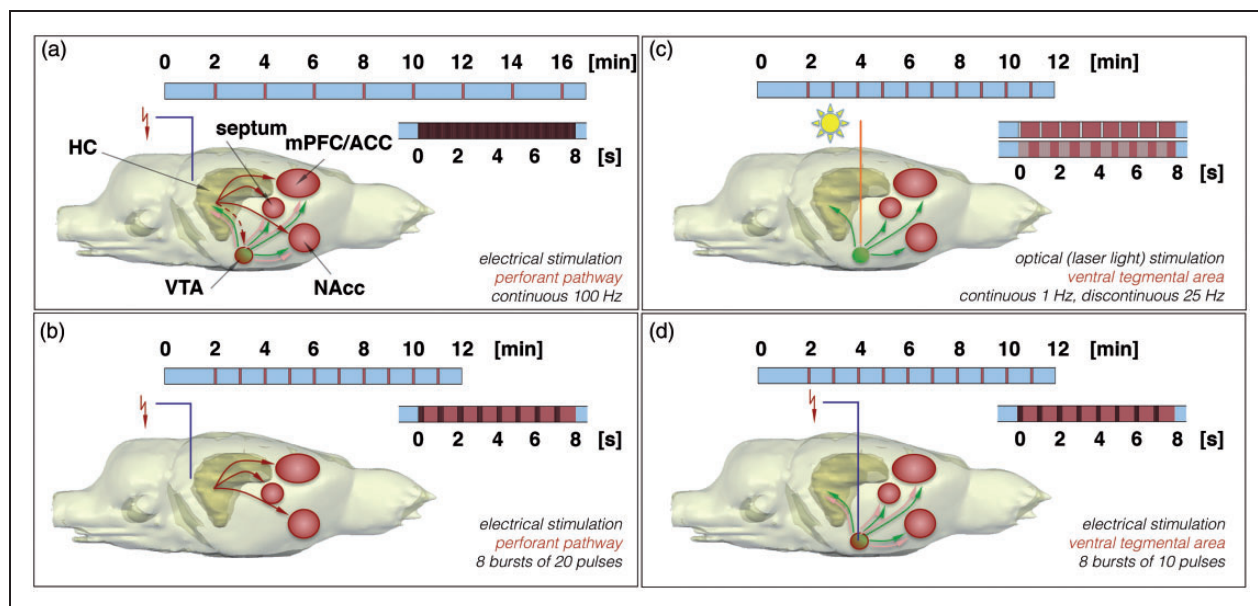 (a)
0 2 4 6 8 10 12 14 16 [min]
septum
HC
mPFC/ACC
0 2 4 6 8 [s]
VTA
NAcc
electrical stimulation
perforant pathway
continuous 100 Hz
(b)
0 2 4 6 8 10 12 [min]
0 2 4 6 8 [s]
electrical stimulation
perforant pathway
8 bursts of 20 pulses
(c)
0 2 4 6 8 10 12 [min]
0 2 4 6 8 [s]
optical (laser light) stimulation
ventral tegmental area
continuous 1 Hz, discontinuous 25 Hz
(d)
0 2 4 6 8 10 12 [min]
0 2 4 6 8 [s]
electrical stimulation
ventral tegmental area
8 bursts of 10 pulses